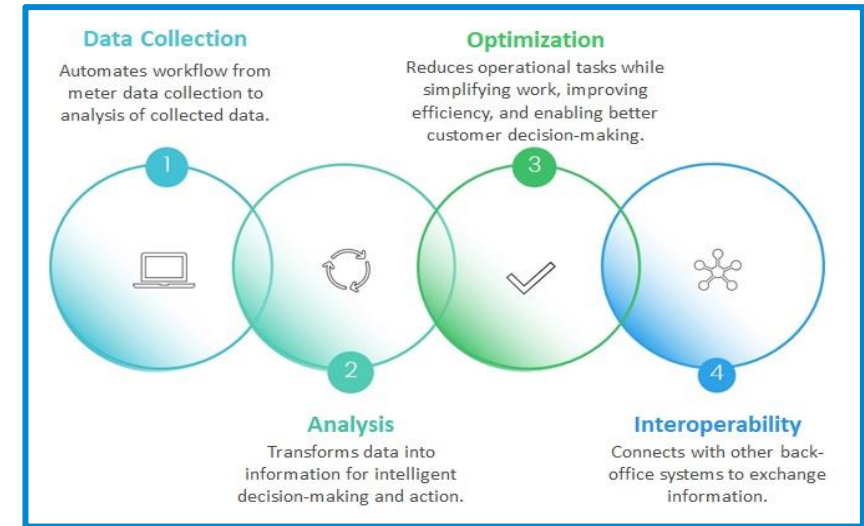 Data Collection
Automates workflow from
meter data collection to
analysis of collected data.
1
2
Analysis
Transforms data into
information for intelligent
decision-making and action.
Optimization
Reduces operational tasks while
simplifying work, improving
efficiency, and enabling better
customer decision-making.
3
4
Interoperability
Connects with other back-
office systems to exchange
information.